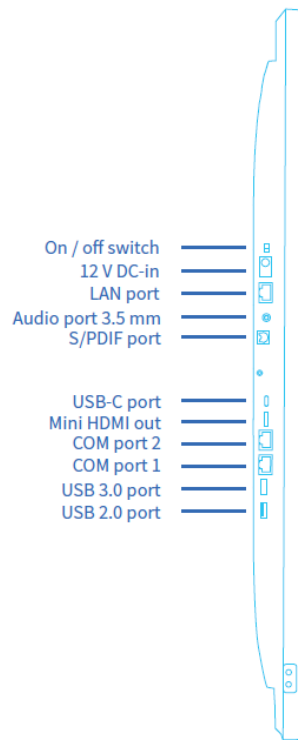 On / off switch
12 V DC-in
LAN port
Audio port 3.5 mm
S/PDIF port
USB-C port
Mini HDMI out
COM port 2
COM port 1
USB 3.0 port
USB 2.0 port